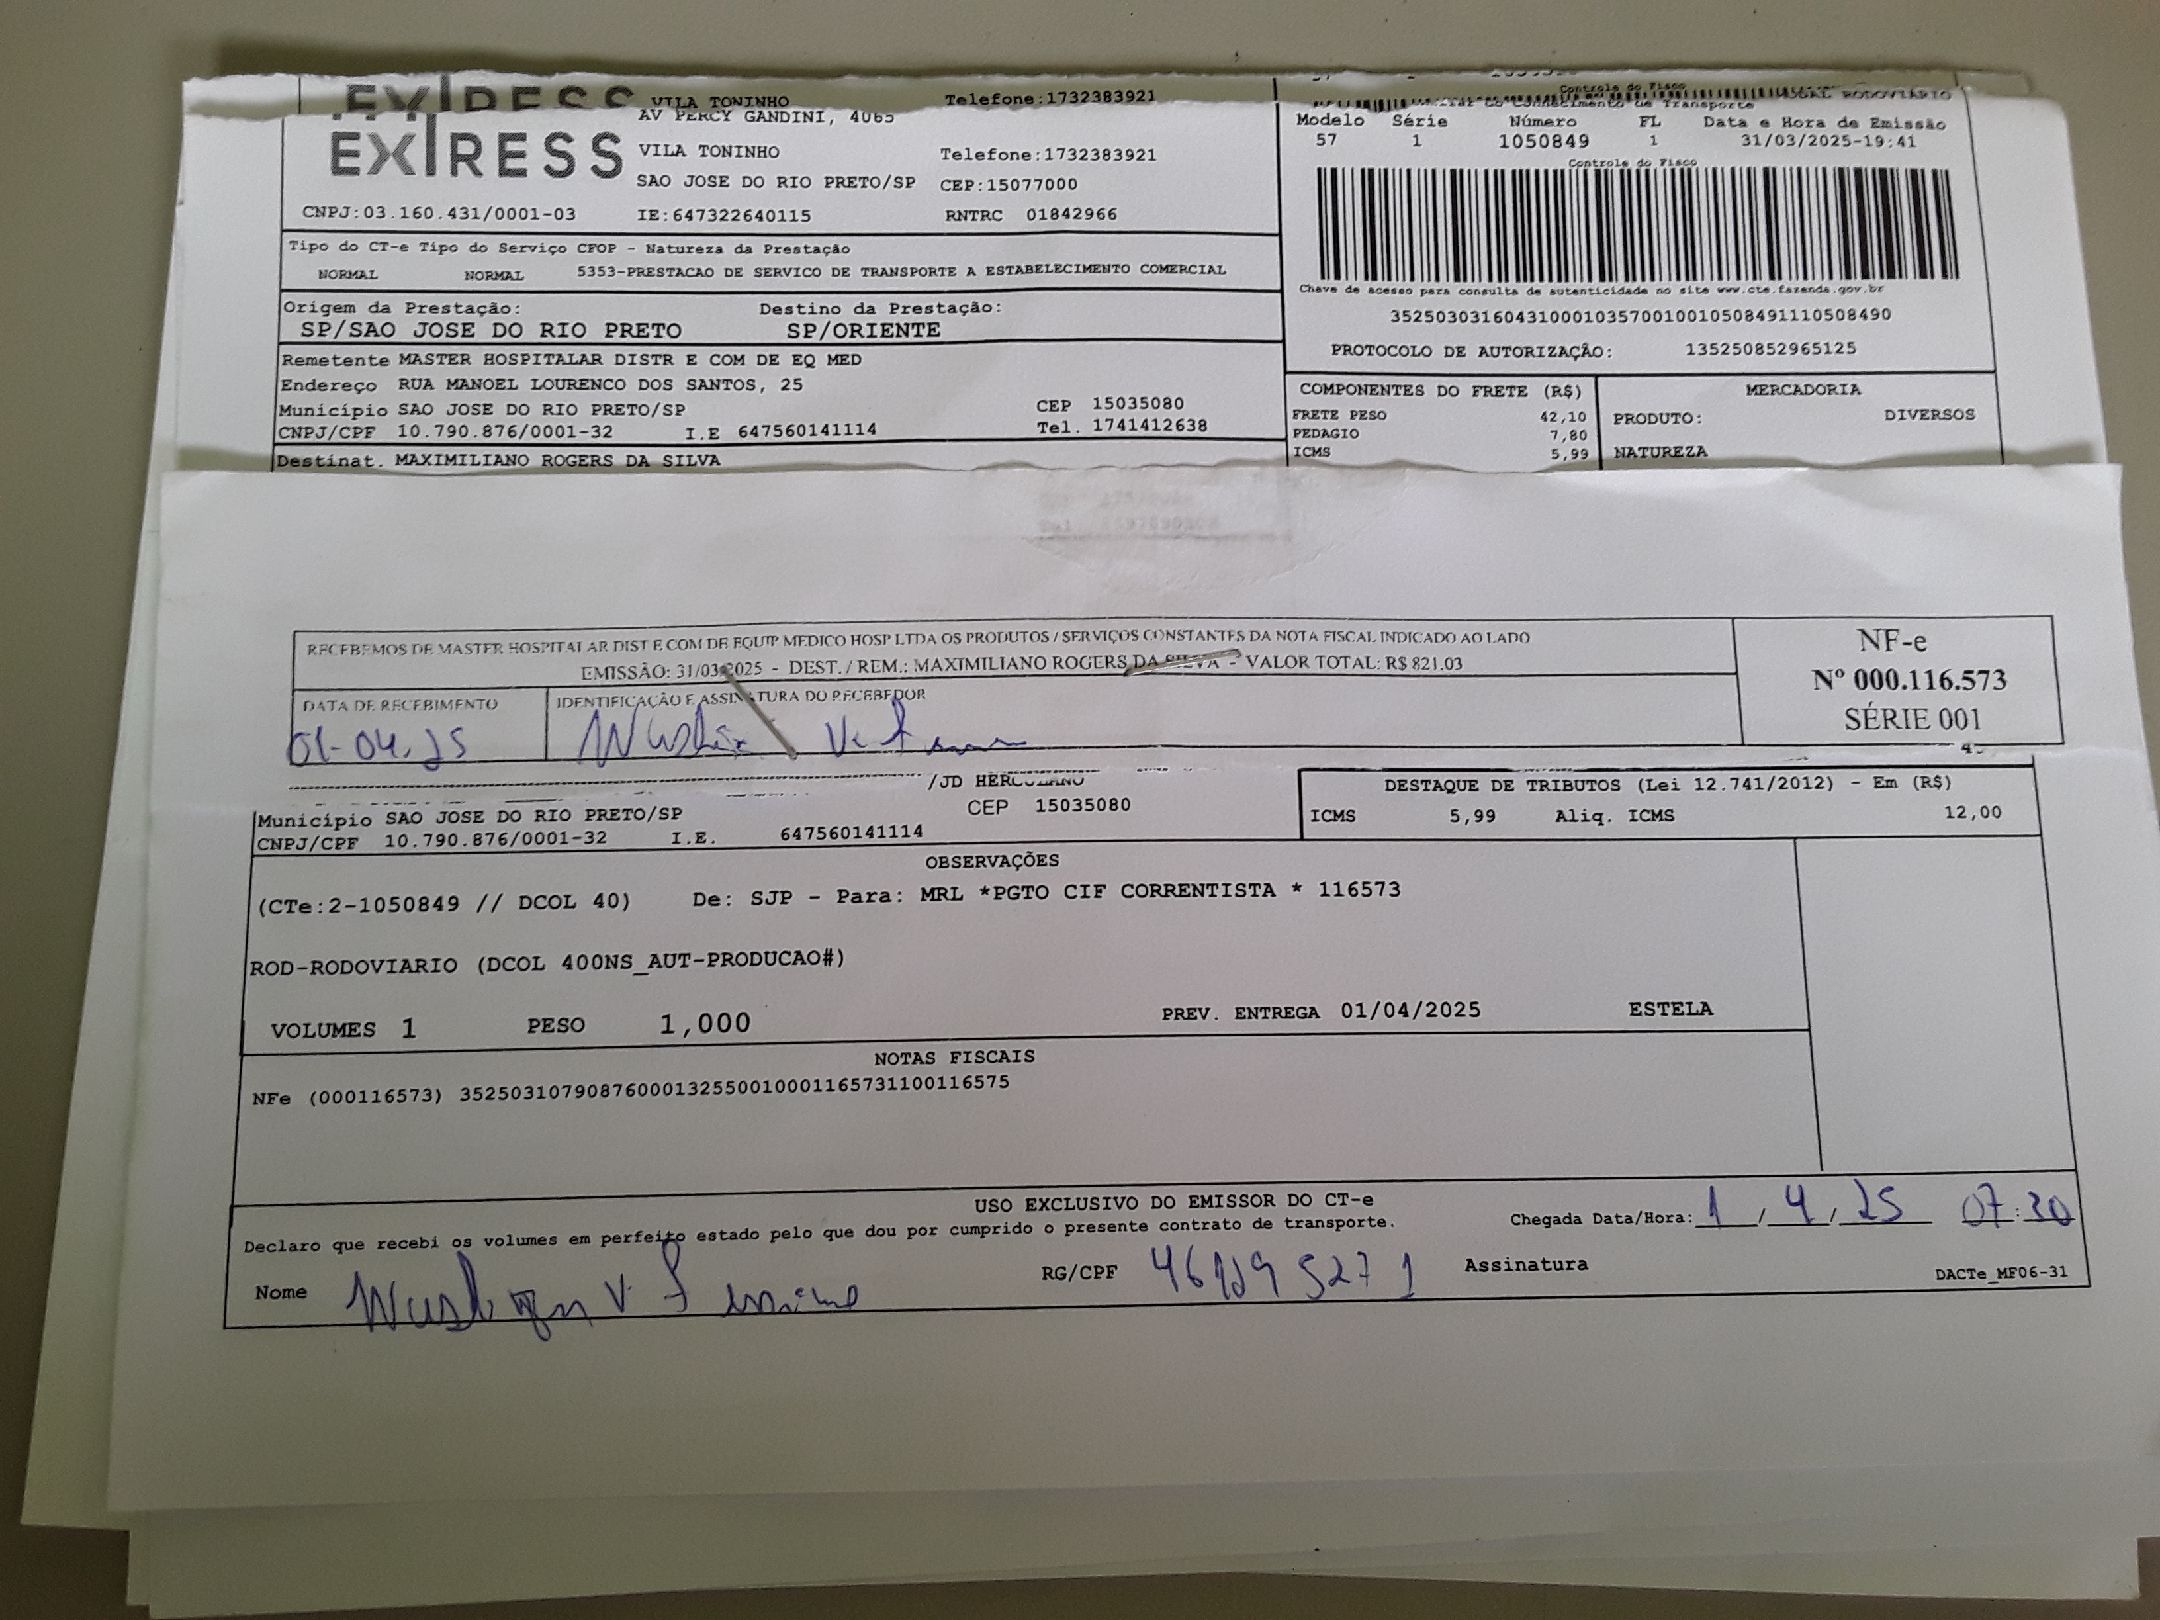 VILA TONINHO Telefone:1732383921
Controle do Fisco
AV PERCY GANDINI, 4065
EXPRESS
VILA TONINHO Telefone:1732383921
SAO JOSE DO RIO PRETO/SP CEP:15077000
CNPJ:03.160.431/0001-03 IE:647322640115 RNTRC 01842966
Modelo Série Número FL Data e Hora de Emissão
57 1 1050849 1 31/03/2025-19:41
Controle do Fisco
Chave de acesso para consulta de autenticidade no site www.cte.fazenda.gov.br
35250303160431000103570010010508491110508490
PROTOCOLO DE AUTORIZAÇÃO: 135250852965125
Tipo do CT-e Tipo do Serviço CFOP - Natureza da Prestação
NORMAL NORMAL 5353-PRESTACAO DE SERVICO DE TRANSPORTE A ESTABELECIMENTO COMERCIAL
Origem da Prestação: Destino da Prestação:
SP/SAO JOSE DO RIO PRETO SP/ORIENTE
Remetente MASTER HOSPITALAR DISTR E COM DE EQ MED
Endereço RUA MANOEL LOURENCO DOS SANTOS, 25
Município SAO JOSE DO RIO PRETO/SP CEP 15035080
CNPJ/CPF 10.790.876/0001-32 I.E 647560141114 Tel. 1741412638
Destinat. MAXIMILIANO ROGERS DA SILVA
COMPONENTES DO FRETE (R$) MERCADORIA
FRETE PESO 42,10 PRODUTO: DIVERSOS
PEDAGIO 7,80
ICMS 5,99 NATUREZA
RECEBEMOS DE MASTER HOSPITALAR DIST E COM DE EQUIP MEDICO HOSP LTDA OS PRODUTOS / SERVIÇOS CONSTANTES DA NOTA FISCAL INDICADO AO LADO
EMISSÃO: 31/03/2025 - DEST. / REM.: MAXIMILIANO ROGERS DA SILVA - VALOR TOTAL: R$ 821.03
NF-e
Nº 000.116.573
SÉRIE 001
DATA DE RECEBIMENTO IDENTIFICAÇÃO E ASSINATURA DO RECEBEDOR
01-04.25
/JD HERCULANO
Município SAO JOSE DO RIO PRETO/SP CEP 15035080
CNPJ/CPF 10.790.876/0001-32 I.E. 647560141114
DESTAQUE DE TRIBUTOS (Lei 12.741/2012) - Em (R$)
ICMS 5,99 Aliq. ICMS 12,00
OBSERVAÇÕES
(CTe:2-1050849 // DCOL 40) De: SJP - Para: MRL *PGTO CIF CORRENTISTA * 116573
ROD-RODOVIARIO (DCOL 400NS_AUT-PRODUCAO#)
VOLUMES 1 PESO 1,000 PREV. ENTREGA 01/04/2025 ESTELA
NOTAS FISCAIS
NFe (000116573) 35250310790876000132550010001165731100116575
USO EXCLUSIVO DO EMISSOR DO CT-e
Declaro que recebi os volumes em perfeito estado pelo que dou por cumprido o presente contrato de transporte.
Chegada Data/Hora: 1 / 4 / 25 07:30
Nome RG/CPF Assinatura
DACTe_MF06-31